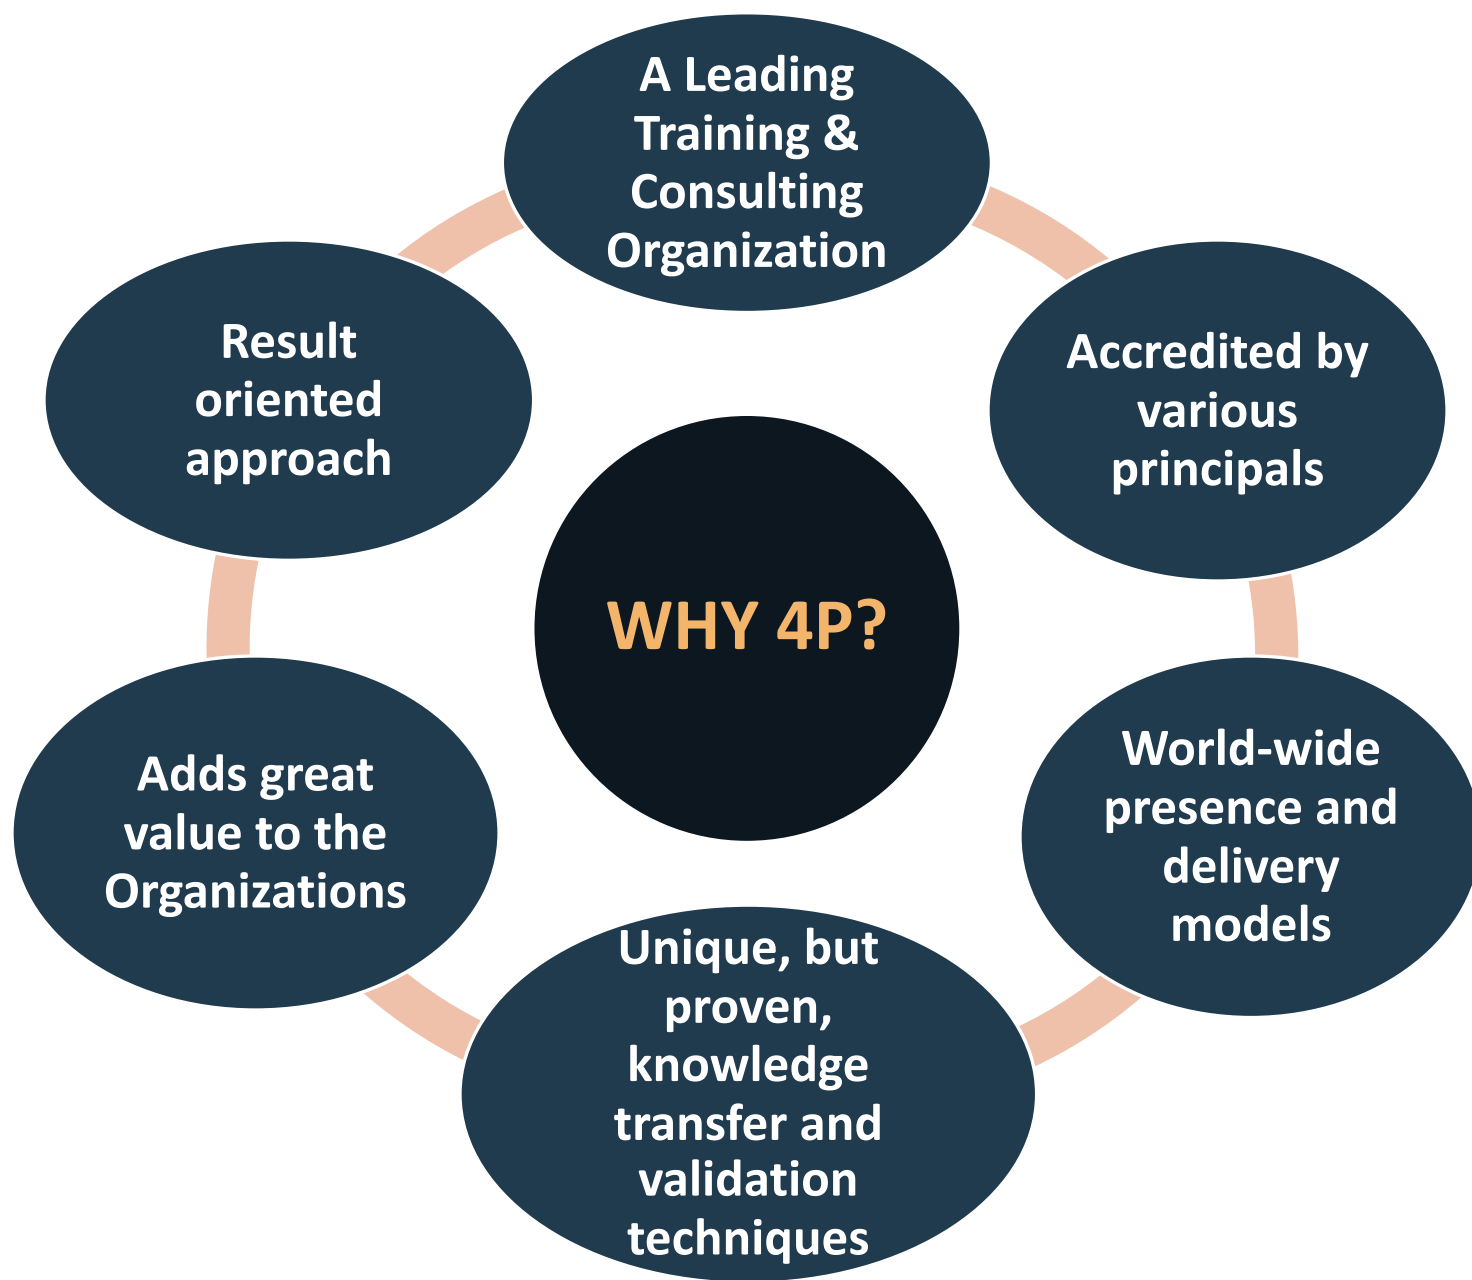 A Leading
Training &
Consulting
Organization
Accredited by
various
principals
World-wide
presence and
delivery
models
Unique, but
proven,
knowledge
transfer and
validation
techniques
Adds great
value to the
Organizations
Result
oriented
approach
WHY 4P?